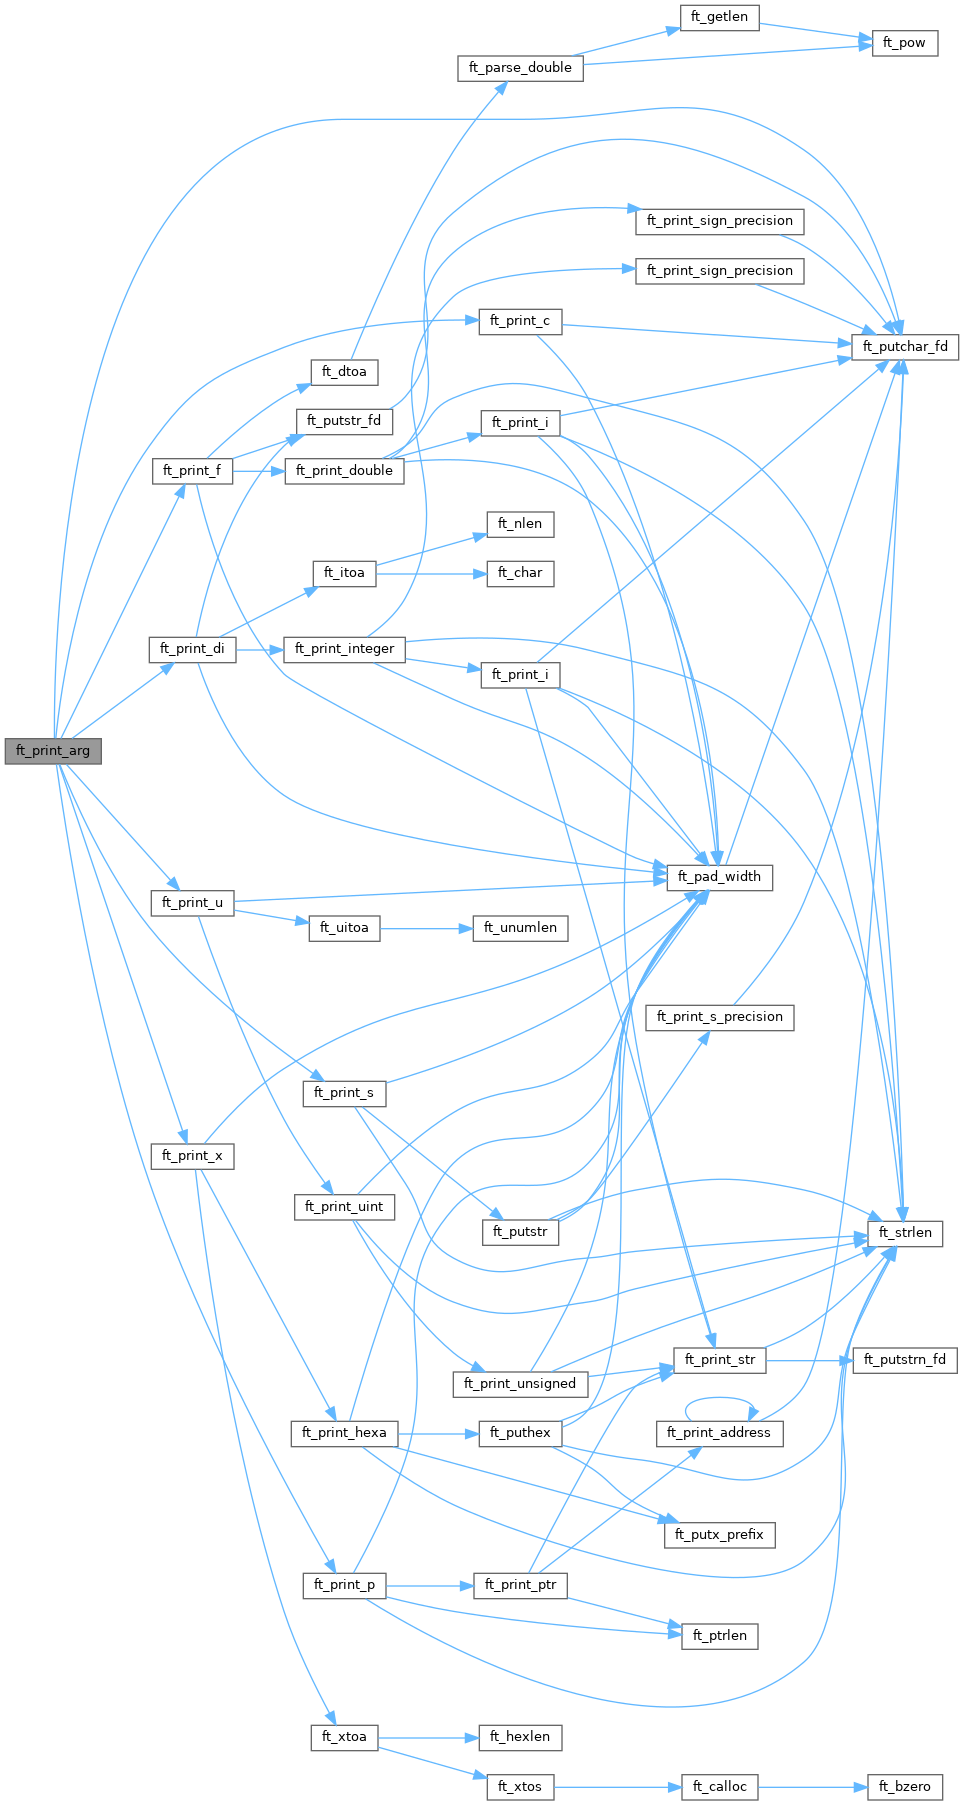 ft_getlen
ft_pow
ft_parse_double
ft_print_sign_precision
ft_print_sign_precision
ft_print_c
ft_putchar_fd
ft_dtoa
ft_putstr_fd
ft_print_i
ft_print_f
ft_print_double
ft_nlen
ft_itoa
ft_char
ft_print_di
ft_print_integer
ft_print_i
ft_print_arg
ft_pad_width
ft_print_u
ft_uitoa
ft_unumlen
ft_print_s_precision
ft_print_s
ft_print_x
ft_print_uint
ft_putstr
ft_strlen
ft_print_str
ft_putstrn_fd
ft_print_unsigned
ft_print_hexa
ft_puthex
ft_print_address
ft_putx_prefix
ft_print_p
ft_print_ptr
ft_ptrlen
ft_xtoa
ft_hexlen
ft_xtos
ft_calloc
ft_bzero